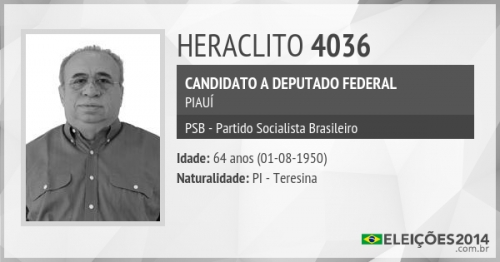 HERACLITO 4036
CANDIDATO A DEPUTADO FEDERAL
PIAUÍ
PSB - Partido Socialista Brasileiro
Idade: 64 anos (01-08-1950)
Naturalidade: PI - Teresina
ELEIÇÕES2014
.com.br